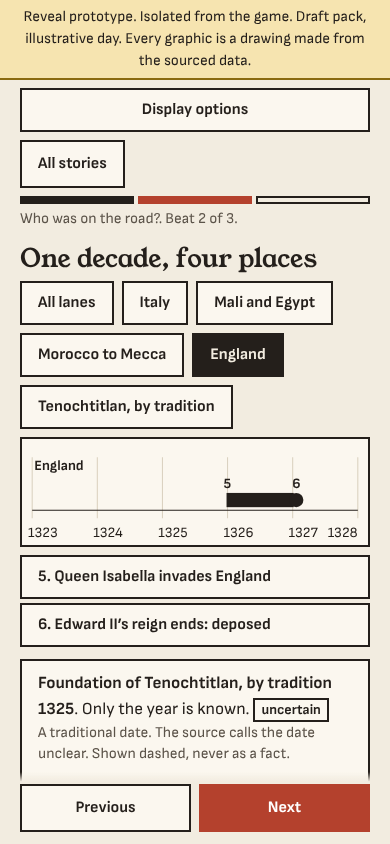 Reveal prototype. Isolated from the game. Draft pack,
illustrative day. Every graphic is a drawing made from
the sourced data.
Display options
All stories
Who was on the road?. Beat 2 of 3.
One decade, four places
All lanes
Italy
Mali and Egypt
Morocco to Mecca
England
Tenochtitlan, by tradition
England
5
6
1323
1324
1325
1326
1327
1328
5. Queen Isabella invades England
6. Edward II’s reign ends: deposed
Foundation of Tenochtitlan, by tradition
1325. Only the year is known. uncertain
A traditional date. The source calls the date
unclear. Shown dashed, never as a fact.
Previous
Next